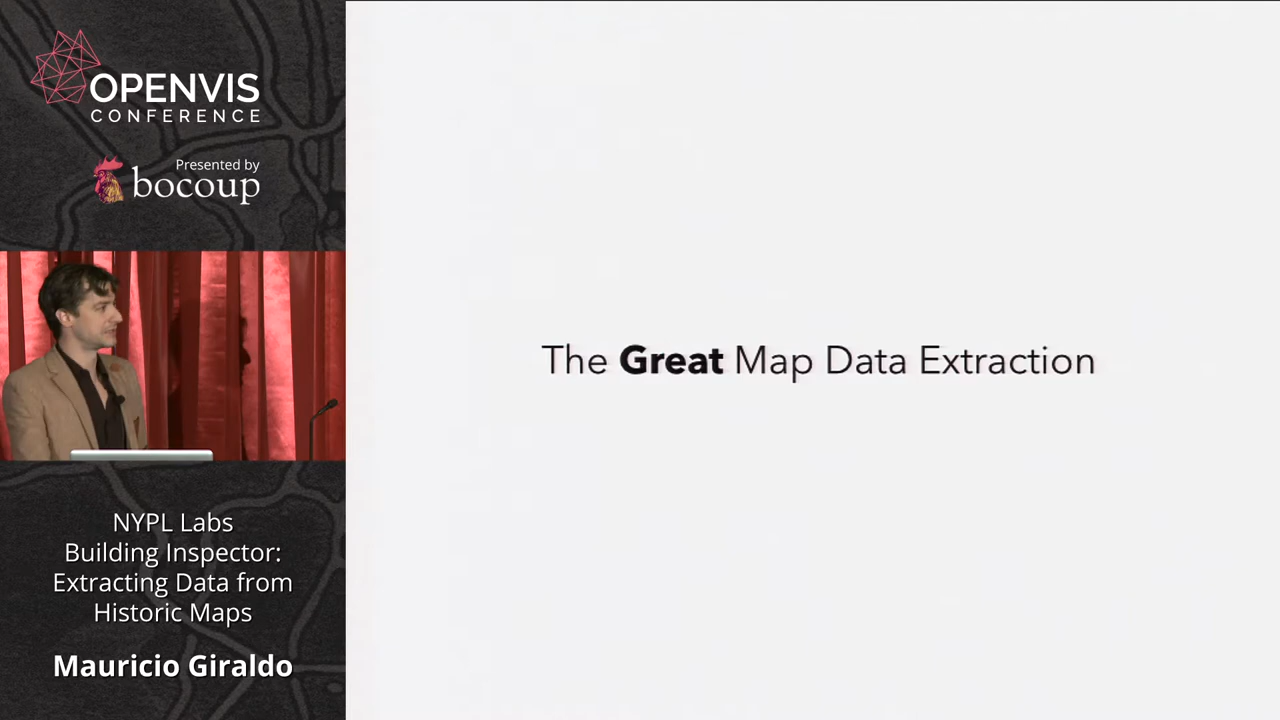 OPENVIS
CONFERENCE
Presented by
bocoup
The Great Map Data Extraction
NYPL Labs
Building Inspector:
Extracting Data from
Historic Maps
Mauricio Giraldo